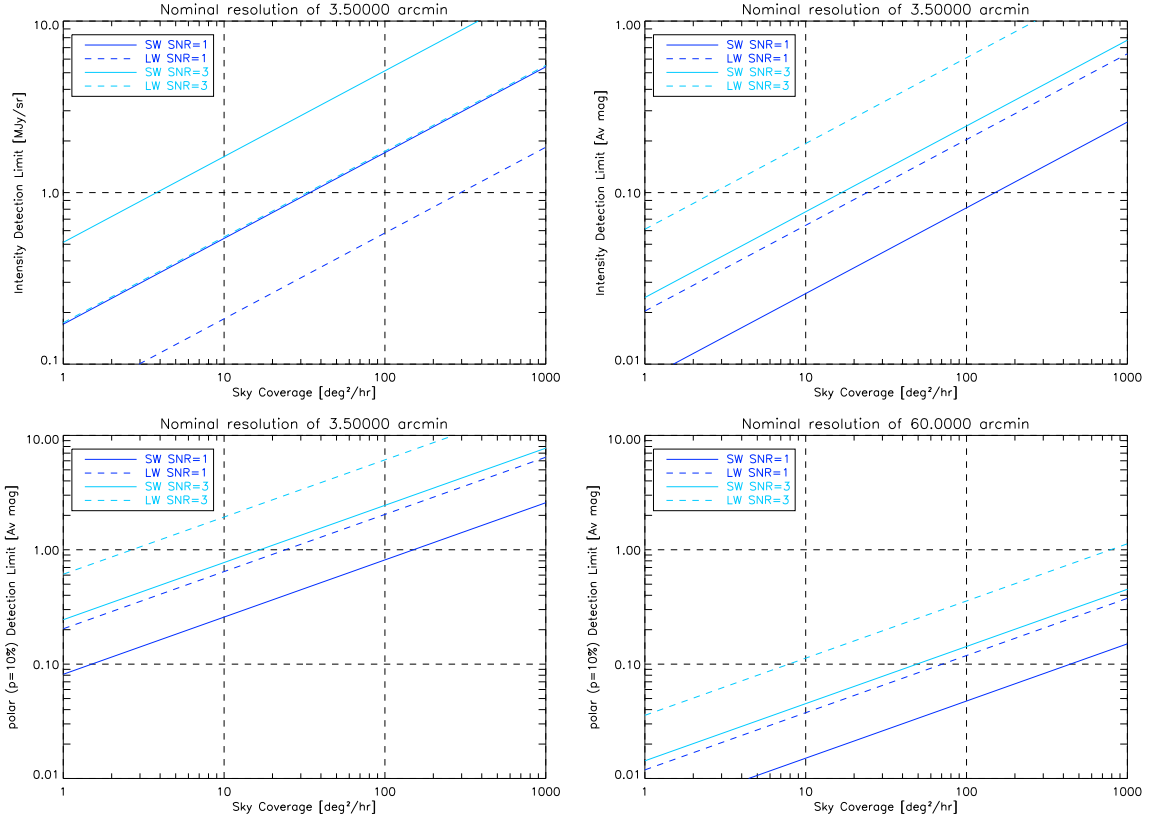 Nominal resolution of 3.50000 arcmin
10.0
1.0
0.1
Intensity Detection Limit [MJy/sr]
SW SNR=1
LW SNR=1
SW SNR=3
LW SNR=3
1
10
100
1000
Sky Coverage [deg²/hr]
Nominal resolution of 3.50000 arcmin
1.00
0.10
0.01
Intensity Detection Limit [Av mag]
SW SNR=1
LW SNR=1
SW SNR=3
LW SNR=3
1
10
100
1000
Sky Coverage [deg²/hr]
Nominal resolution of 3.50000 arcmin
10.00
1.00
0.10
0.01
polar (p=10%) Detection Limit [Av mag]
SW SNR=1
LW SNR=1
SW SNR=3
LW SNR=3
1
10
100
1000
Sky Coverage [deg²/hr]
Nominal resolution of 60.0000 arcmin
10.00
1.00
0.10
0.01
polar (p=10%) Detection Limit [Av mag]
SW SNR=1
LW SNR=1
SW SNR=3
LW SNR=3
1
10
100
1000
Sky Coverage [deg²/hr]